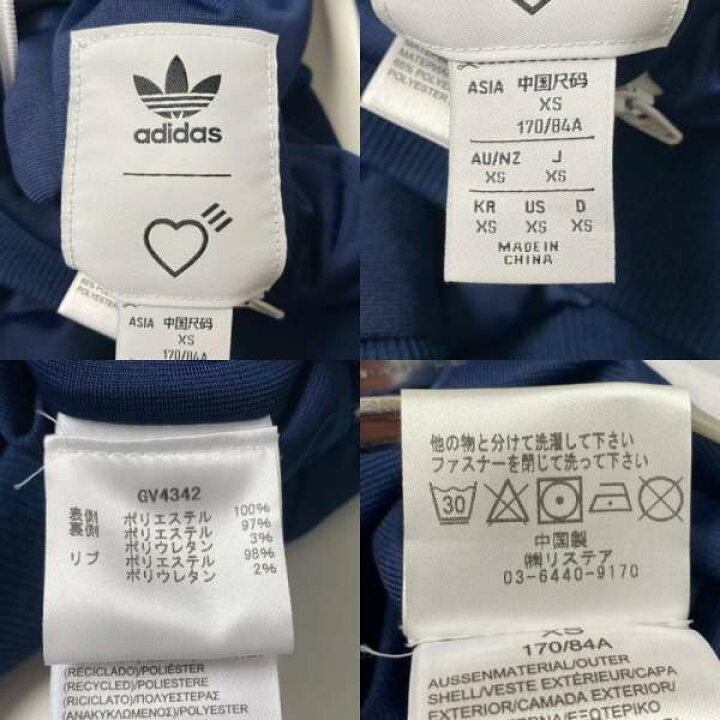 adidas
ASIA 中国尺码
XS
170/84A
MATERIAL
65% POLYE
POLYESTER
ASIA 中国尺码
XS
170/84A
AU/NZ J
XS XS
KR US D
XS XS XS
MADE IN
CHINA
GV4342
表側 ポリエステル 100%
裏側 ポリエステル 97%
ポリウレタン 3%
リブ ポリエステル 98%
ポリウレタン 2%
(RECICLADO)/POLIÉSTER
(RECYCLED)/POLIESTERE
(RICICLATO)/ΠΟΛΥΕΣΤΕΡΑΣ
(ΑΝΑΚΥΚΛΩΜΕΝΟΣ)/POLYESTER
他の物と分けて洗濯して下さい
ファスナーを閉じて洗って下さい
30
中国製
㈱リステア
03-6440-9170
XS
170/84A
AUSSENMATERIAL/OUTER
SHELL/VESTE EXTÉRIEUR/CAPA
EXTERIOR/CAMADA EXTERIOR/